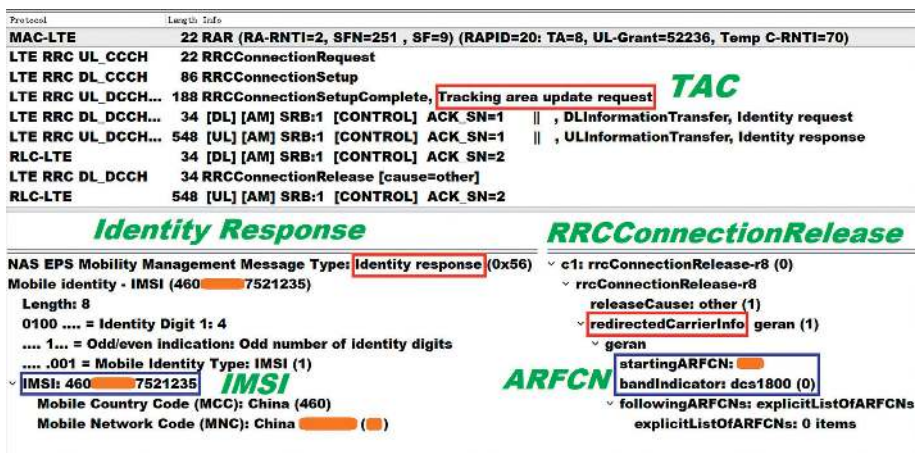 Protocol Length Info
MAC-LTE 22 RAR (RA-RNTI=2, SFN=251 , SF=9) (RAPID=20: TA=8, UL-Grant=52236, Temp C-RNTI=70)
LTE RRC UL_CCCH 22 RRCConnectionRequest
LTE RRC DL_CCCH 86 RRCConnectionSetup
LTE RRC UL_DCCH... 188 RRCConnectionSetupComplete, Tracking area update request TAC
LTE RRC DL_DCCH... 34 [DL] [AM] SRB:1 [CONTROL] ACK_SN=1 || , DLInformationTransfer, Identity request
LTE RRC UL_DCCH... 548 [UL] [AM] SRB:1 [CONTROL] ACK_SN=1 || , ULInformationTransfer, Identity response
RLC-LTE 34 [DL] [AM] SRB:1 [CONTROL] ACK_SN=2
LTE RRC DL_DCCH 34 RRCConnectionRelease [cause=other]
RLC-LTE 548 [UL] [AM] SRB:1 [CONTROL] ACK_SN=2
Identity Response
NAS EPS Mobility Management Message Type: Identity response (0x56)
Mobile identity - IMSI (460 7521235)
Length: 8
0100 .... = Identity Digit 1: 4
.... 1... = Odd/even indication: Odd number of identity digits
.... .001 = Mobile Identity Type: IMSI (1)
IMSI: 460 7521235 IMSI
Mobile Country Code (MCC): China (460)
Mobile Network Code (MNC): China ( )
RRCConnectionRelease
c1: rrcConnectionRelease-r8 (0)
rrcConnectionRelease-r8
releaseCause: other (1)
redirectedCarrierInfo geran (1)
geran
startingARFCN:
ARFCN bandIndicator: dcs1800 (0)
followingARFCNs: explicitListOfARFCNs
explicitListOfARFCNs: 0 items